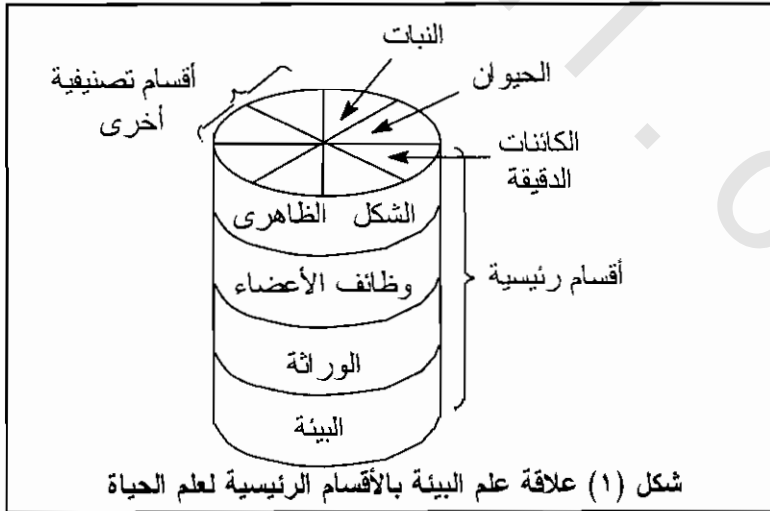 النبات
الحيوان
أقسام تصنيفية
أخرى
الكائنات
الدقيقة
الشكل الظاهرى
وظائف الأعضاء
أقسام رئيسية
الوراثة
البيئة
شكل (١) علاقة علم البيئة بالأقسام الرئيسية لعلم الحياة